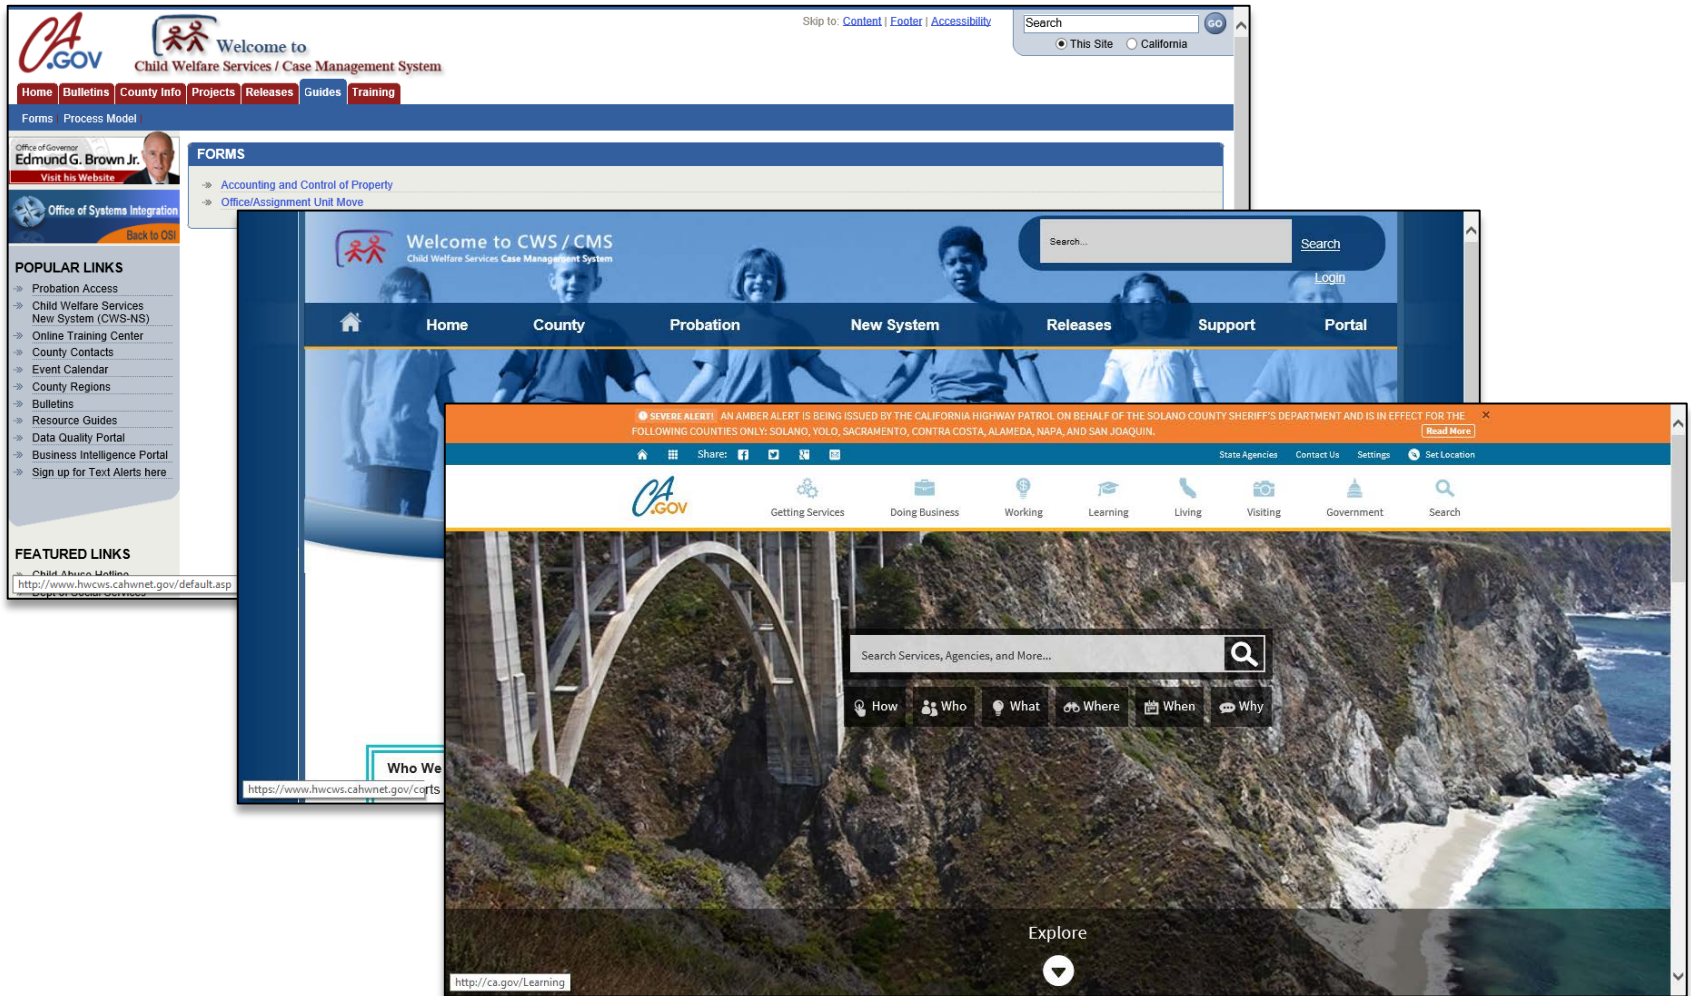 CA
.GOV
Welcome to
Child Welfare Services / Case Management System
Skip to: Content | Footer | Accessibility
Search
GO
This Site California
Home Bulletins County Info Projects Releases Guides Training
Forms Process Model
Office of Governor
Edmund G. Brown Jr.
Visit his Website
Office of Systems Integration
Back to OSI
FORMS
Accounting and Control of Property
Office/Assignment Unit Move
POPULAR LINKS
Probation Access
Child Welfare Services
New System (CWS-NS)
Online Training Center
County Contacts
Event Calendar
County Regions
Bulletins
Resource Guides
Data Quality Portal
Business Intelligence Portal
Sign up for Text Alerts here
FEATURED LINKS
Child Abuse Hotline
Dept of Social Services
http://www.hwcws.cahwnet.gov/default.asp
Welcome to CWS / CMS
Child Welfare Services Case Management System
Search...
Search
Login
Home County Probation New System Releases Support Portal
Who We
rts
https://www.hwcws.cahwnet.gov/co
SEVERE ALERT! AN AMBER ALERT IS BEING ISSUED BY THE CALIFORNIA HIGHWAY PATROL ON BEHALF OF THE SOLANO COUNTY SHERIFF'S DEPARTMENT AND IS IN EFFECT FOR THE
FOLLOWING COUNTIES ONLY: SOLANO, YOLO, SACRAMENTO, CONTRA COSTA, ALAMEDA, NAPA, AND SAN JOAQUIN.
Read More
Share:
State Agencies Contact Us Settings Set Location
CA
.GOV
Getting Services Doing Business Working Learning Living Visiting Government Search
Search Services, Agencies, and More...
How Who What Where When Why
Explore
http://ca.gov/Learning